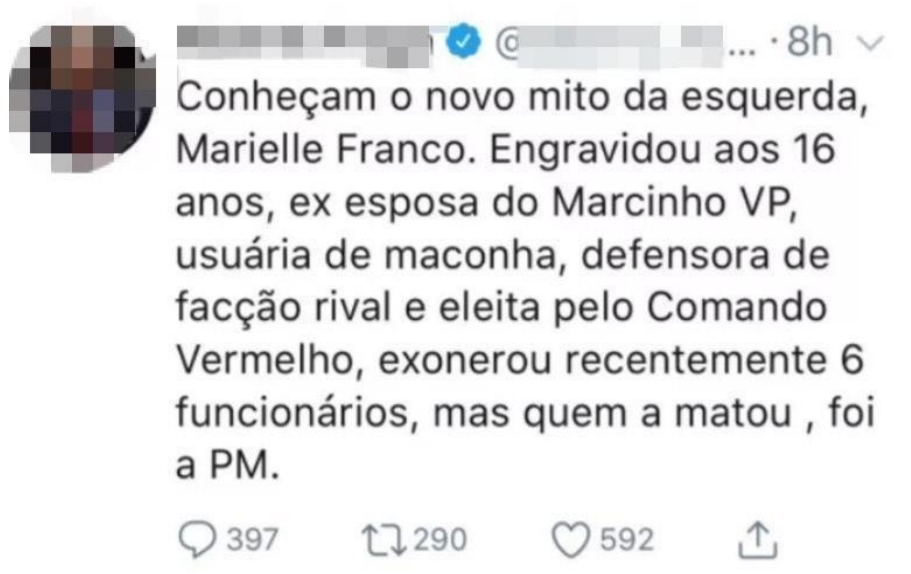 @ ... · 8h
Conheçam o novo mito da esquerda,
Marielle Franco. Engravidou aos 16
anos, ex esposa do Marcinho VP,
usuária de maconha, defensora de
facção rival e eleita pelo Comando
Vermelho, exonerou recentemente 6
funcionários, mas quem a matou , foi
a PM.
397 290 592